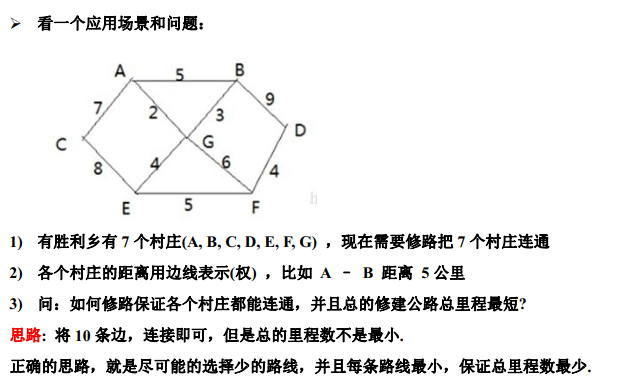 ➢ 看一个应用场景和问题：
A 5 B
7 2 3 9
C G D
8 4 6 4
E 5 F
h
1) 有胜利乡有 7 个村庄(A, B, C, D, E, F, G) ，现在需要修路把 7 个村庄连通
2) 各个村庄的距离用边线表示(权) ，比如 A – B 距离 5 公里
3) 问：如何修路保证各个村庄都能连通，并且总的修建公路总里程最短?
思路: 将 10 条边，连接即可，但是总的里程数不是最小.
正确的思路，就是尽可能的选择少的路线，并且每条路线最小，保证总里程数最少.